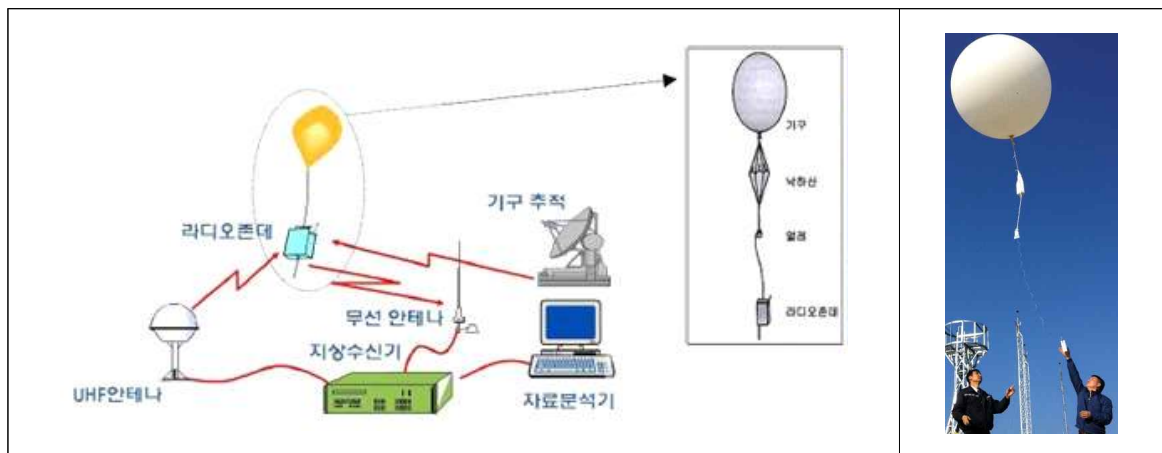 기구
낙하산
얼레
라디오존데
기구 추적
라디오존데
무선 안테나
지상수신기
UHF안테나
자료분석기